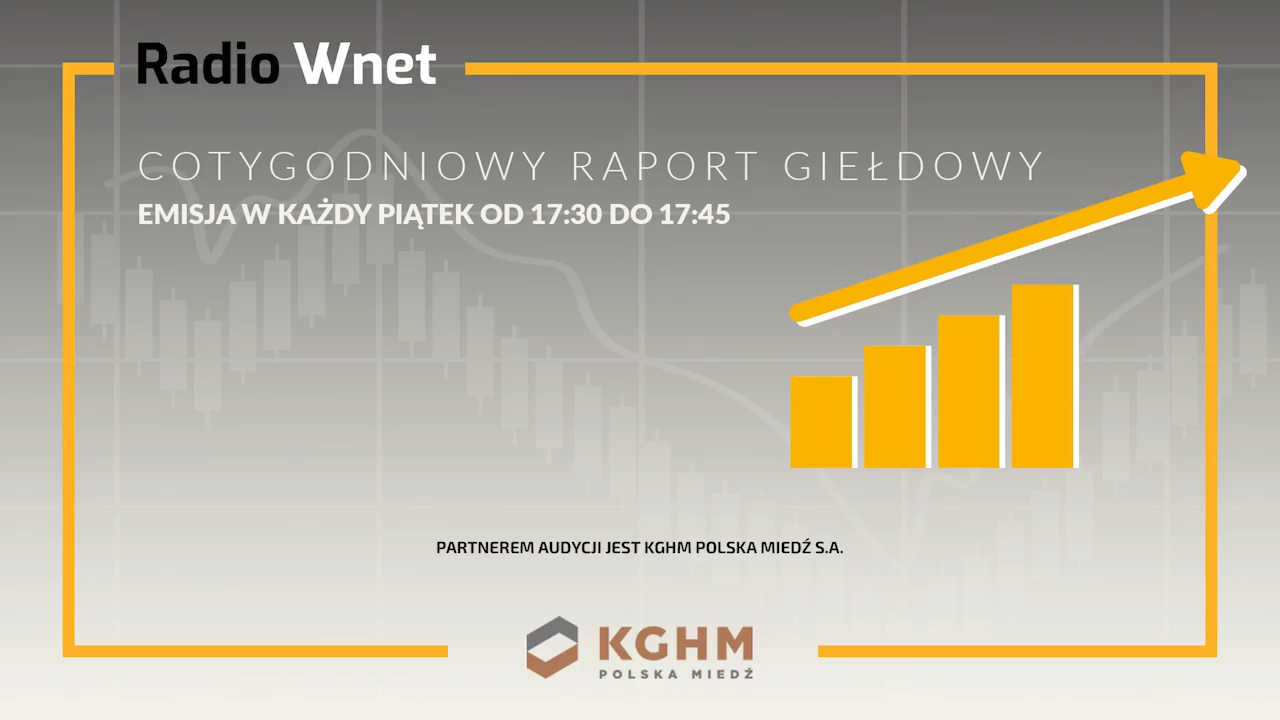 Radio Wnet
COTYGODNIOWY RAPORT GIEŁDOWY
EMISJA W KAŻDY PIĄTEK OD 17:30 DO 17:45
PARTNEREM AUDYCJI JEST KGHM POLSKA MIEDŹ S.A.
KGHM
POLSKA MIEDŹ